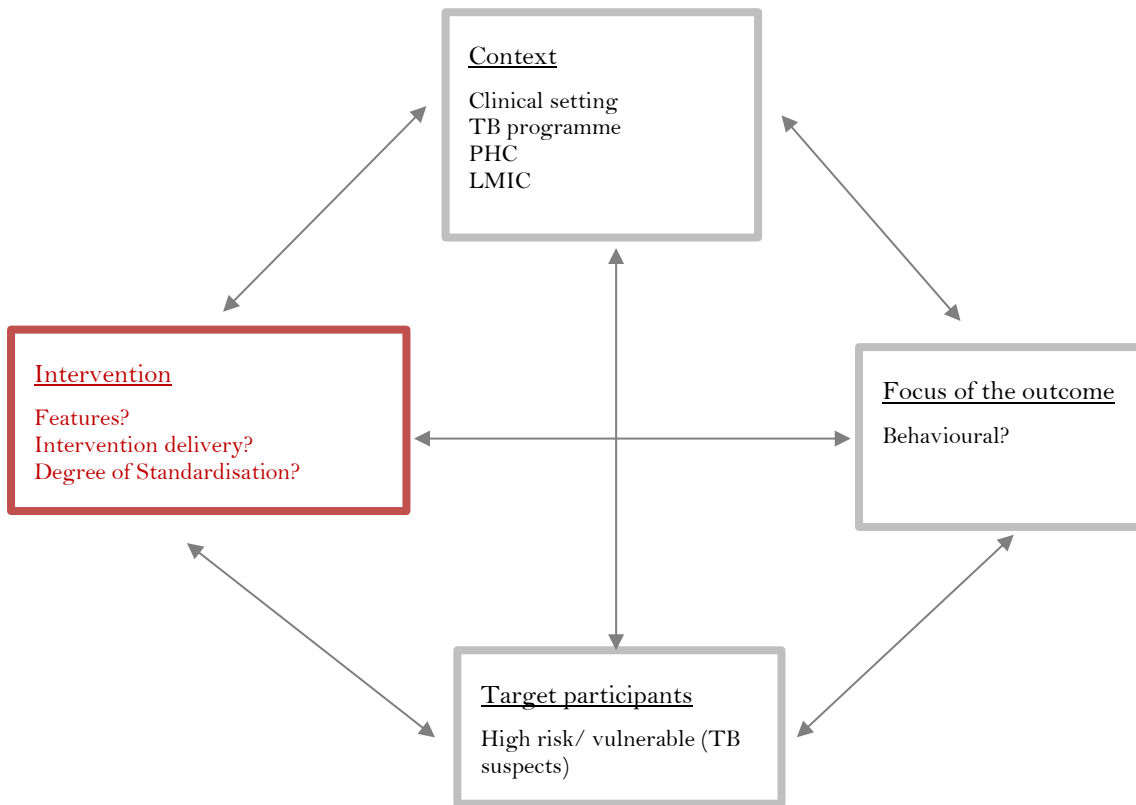 Context
Clinical setting
TB programme
PHC
LMIC
Intervention
Features?
Intervention delivery?
Degree of Standardisation?
Focus of the outcome
Behavioural?
Target participants
High risk/ vulnerable (TB
suspects)